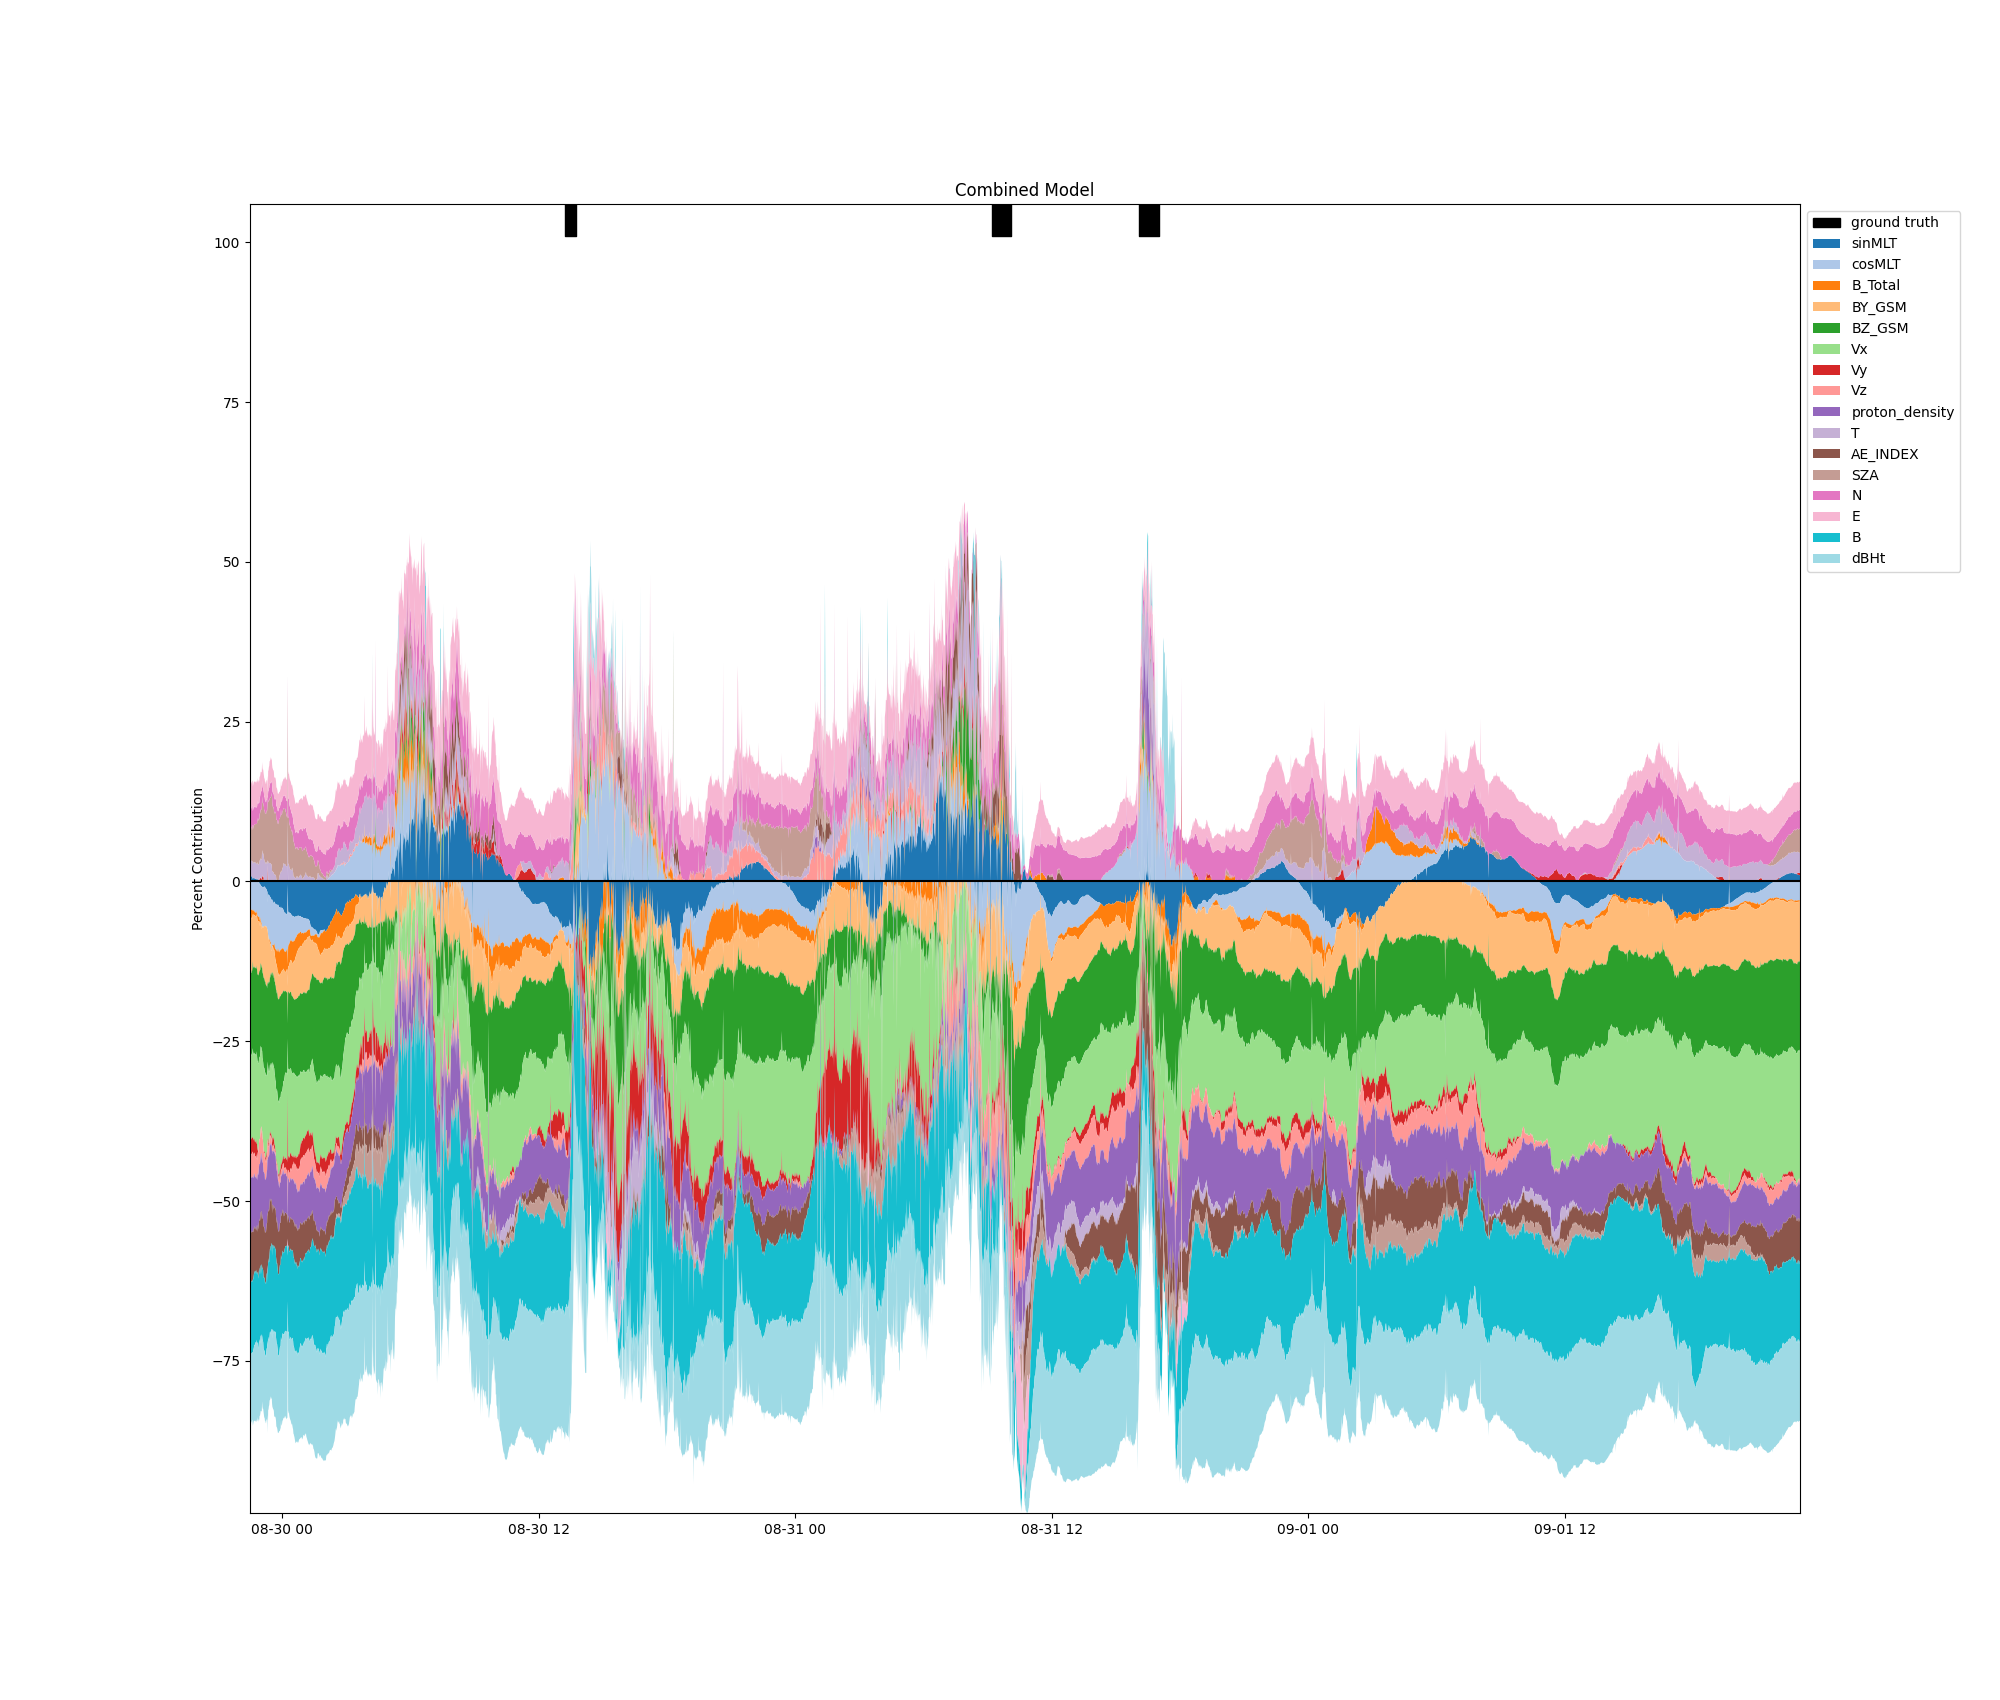 Combined Model
Percent Contribution
100
75
50
25
0
−25
−50
−75
08-30 00
08-30 12
08-31 00
08-31 12
09-01 00
09-01 12
ground truth
sinMLT
cosMLT
B_Total
BY_GSM
BZ_GSM
Vx
Vy
Vz
proton_density
T
AE_INDEX
SZA
N
E
B
dBHt